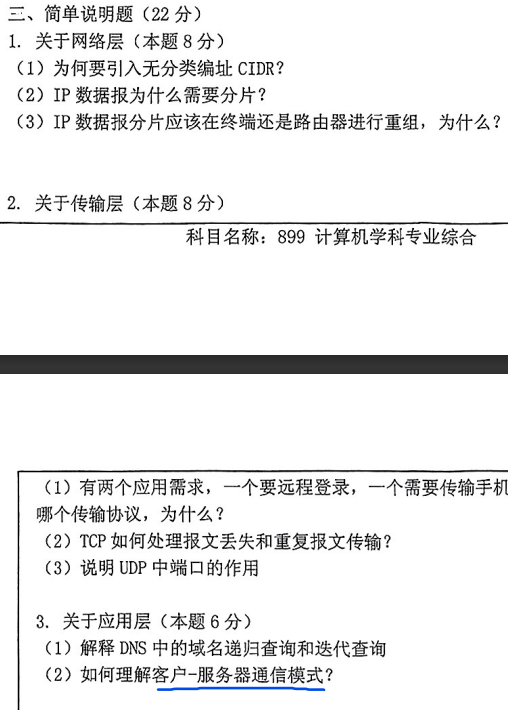 三、简单说明题（22 分）
1. 关于网络层（本题 8 分）
（1）为何要引入无分类编址 CIDR？
（2）IP 数据报为什么需要分片？
（3）IP 数据报分片应该在终端还是路由器进行重组，为什么？
2. 关于传输层（本题 8 分）
科目名称：899 计算机学科专业综合
（1）有两个应用需求，一个要远程登录，一个需要传输手机
哪个传输协议，为什么？
（2）TCP 如何处理报文丢失和重复报文传输？
（3）说明 UDP 中端口的作用
3. 关于应用层（本题 6 分）
（1）解释 DNS 中的域名递归查询和迭代查询
（2）如何理解客户-服务器通信模式？